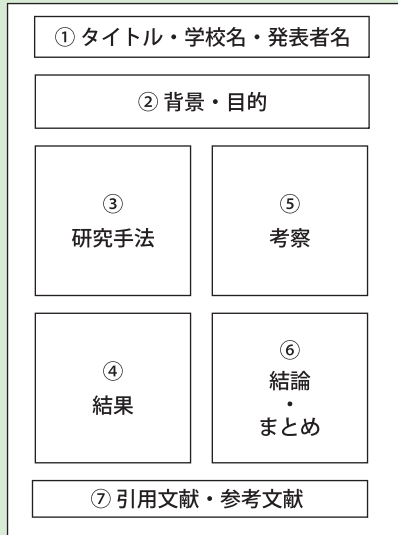 ① タイトル・学校名・発表者名
② 背景・目的
③
研究手法
④
結果
⑤
考察
⑥
結論
・
まとめ
⑦ 引用文献・参考文献